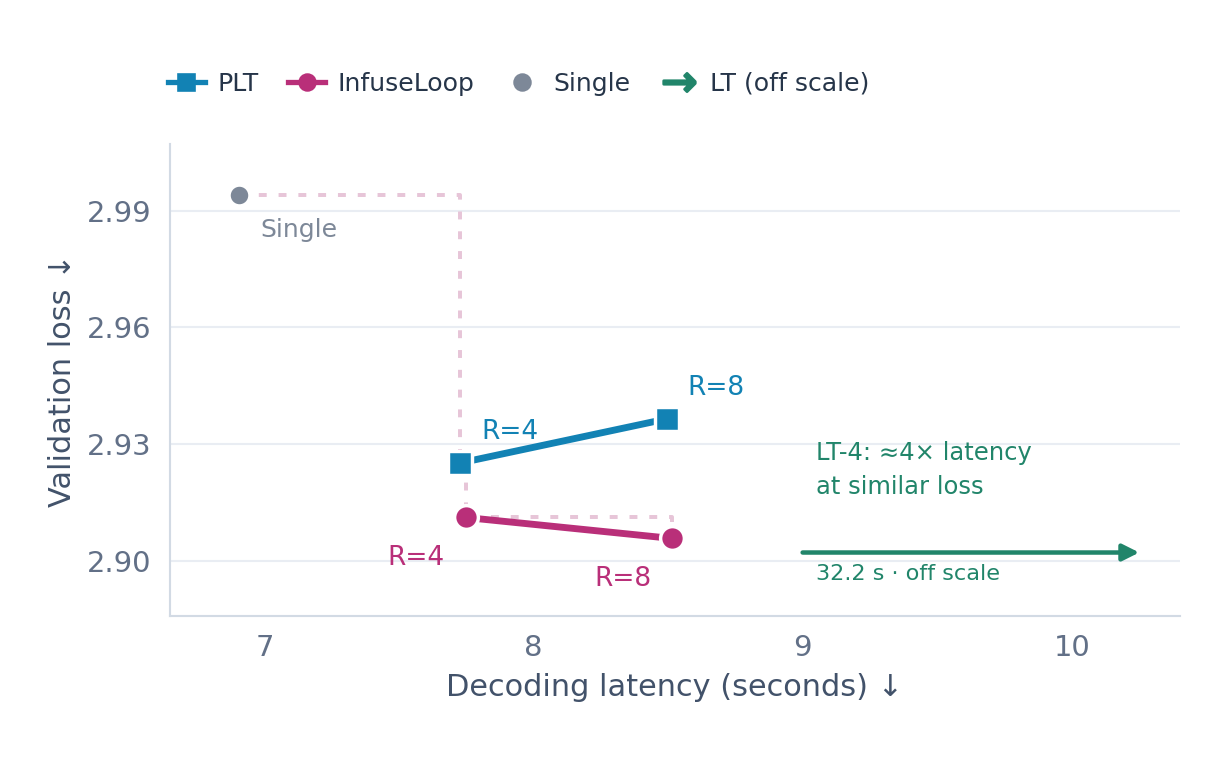 PLT InfuseLoop Single LT (off scale)
Validation loss ↓
2.99
2.96
2.93
2.90
Single
R=8
R=4
LT-4: ≈4× latency
at similar loss
R=4
R=8
32.2 s · off scale
7 8 9 10
Decoding latency (seconds) ↓